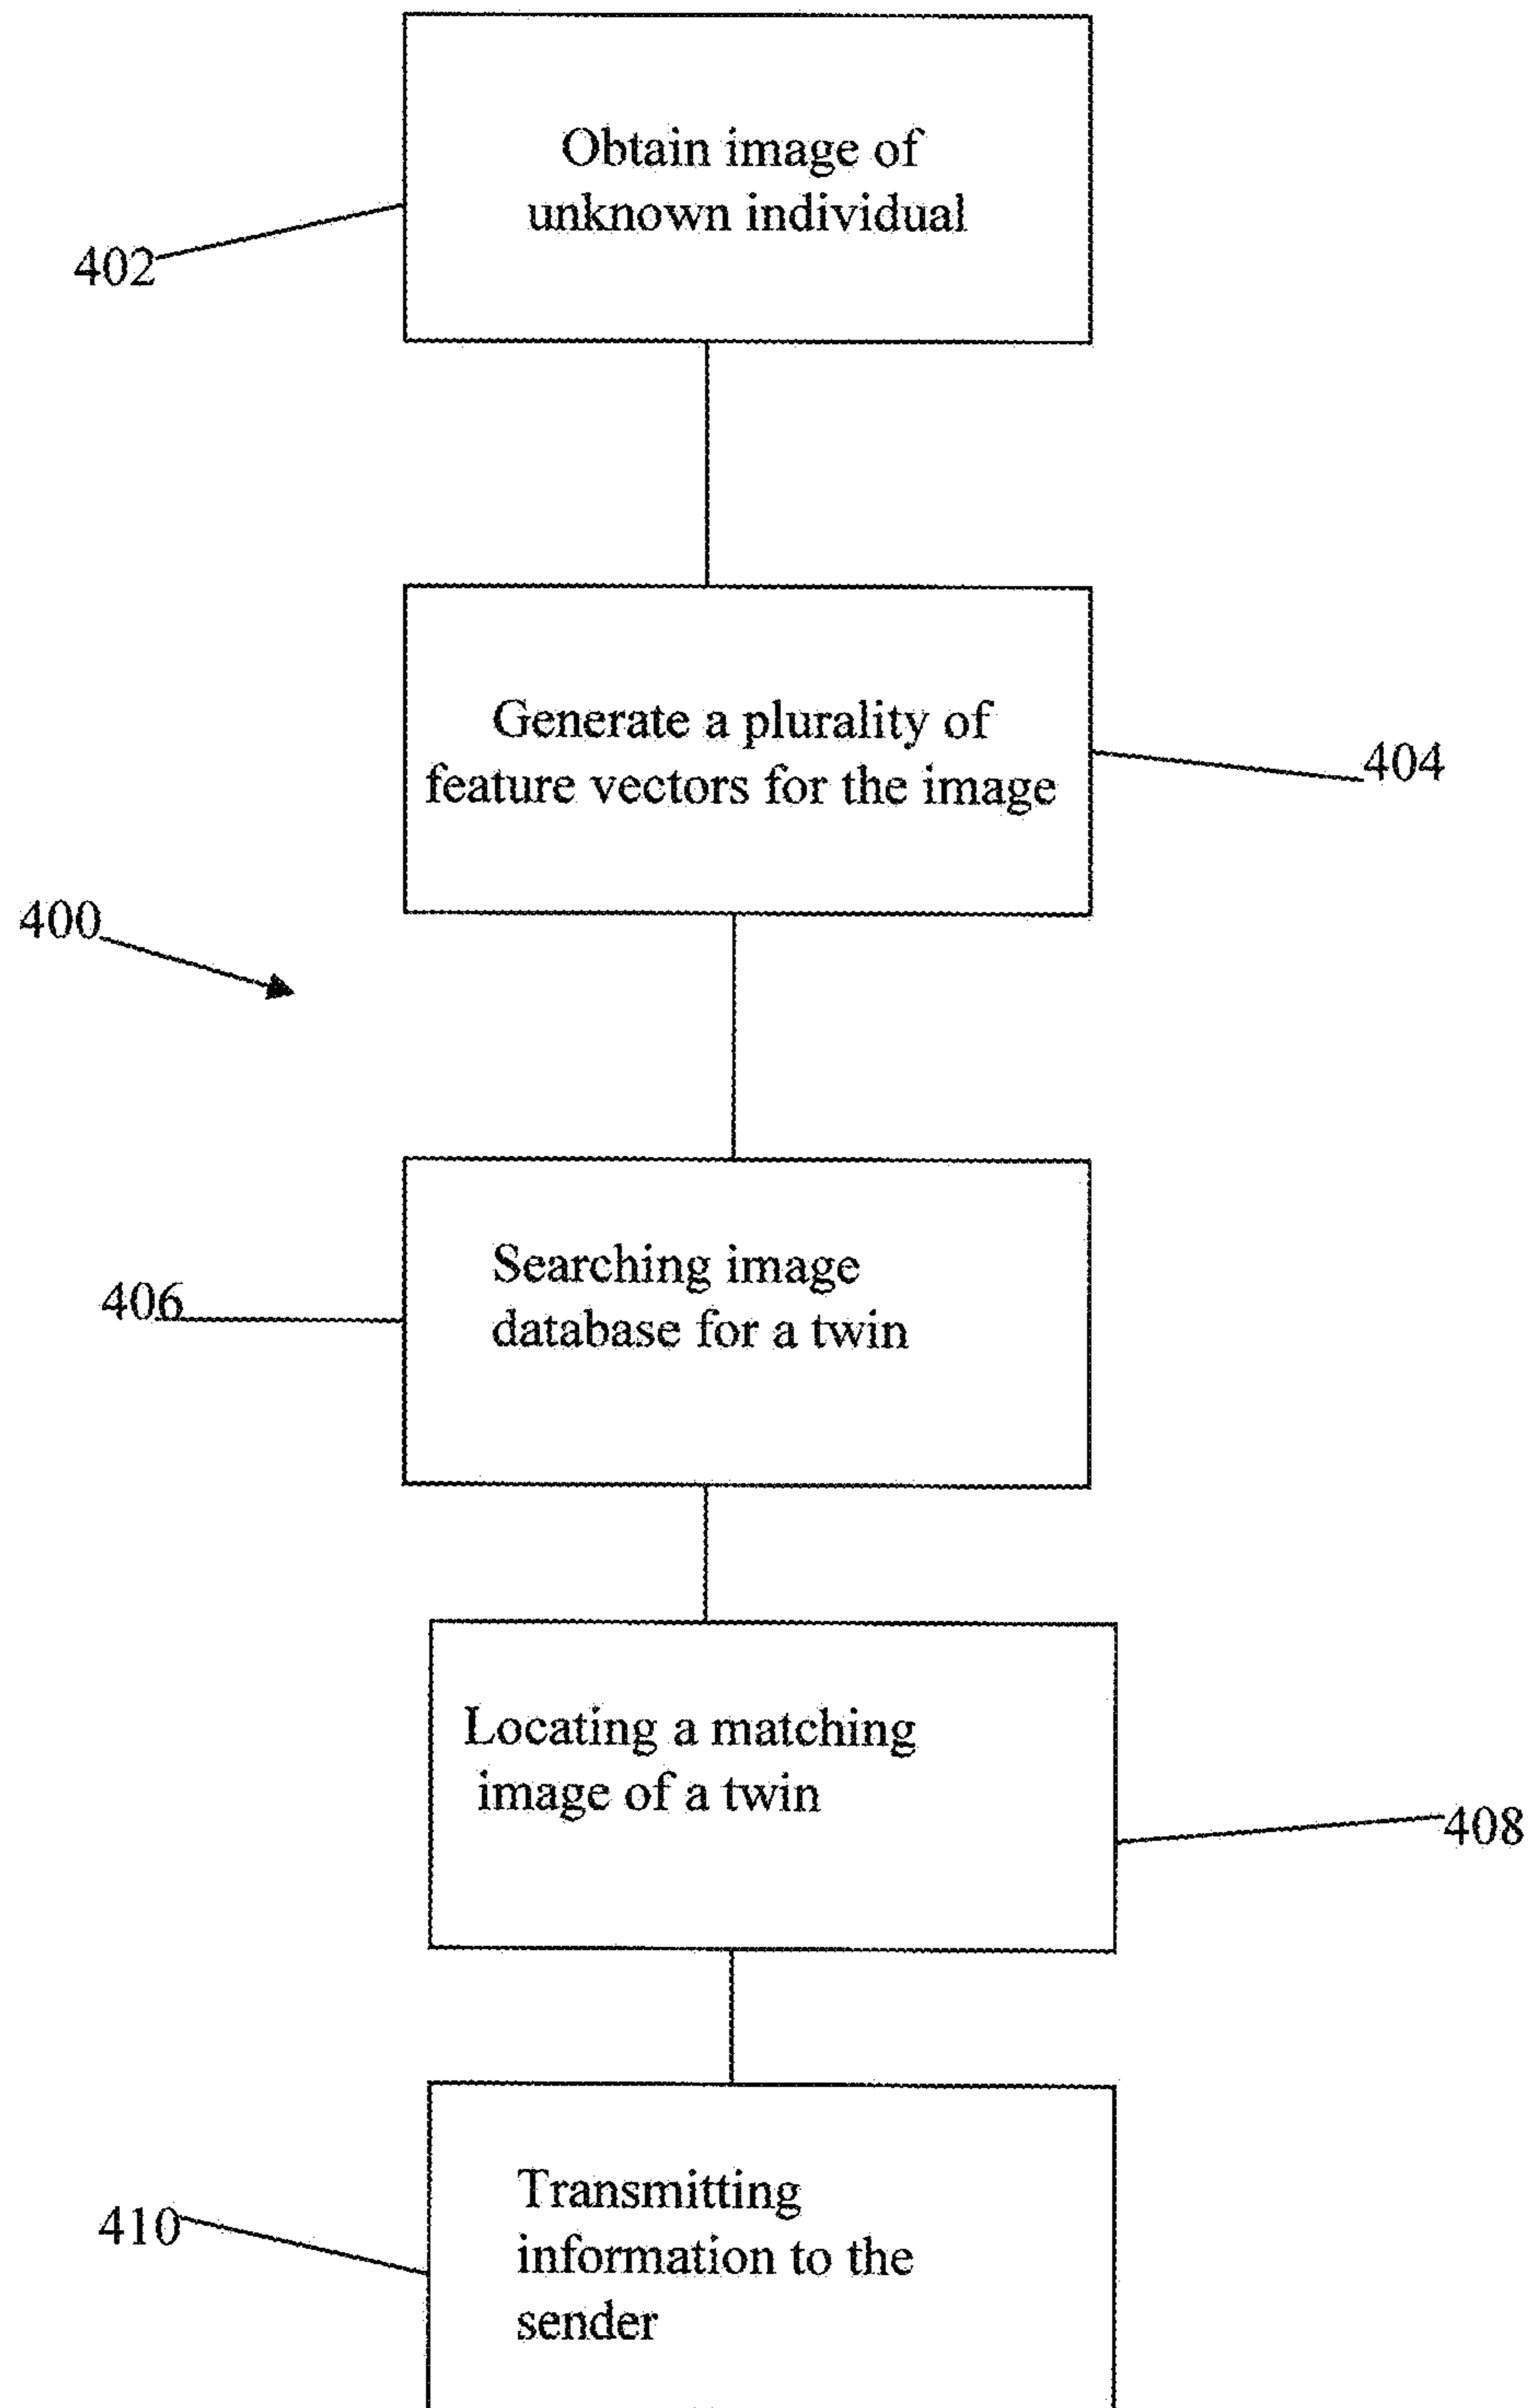 Obtain image of
unknown individual
402
Generate a plurality of
feature vectors for the image
404
400
Searching image
database for a twin
406
Locating a matching
image of a twin
408
Transmitting
information to the
sender
410